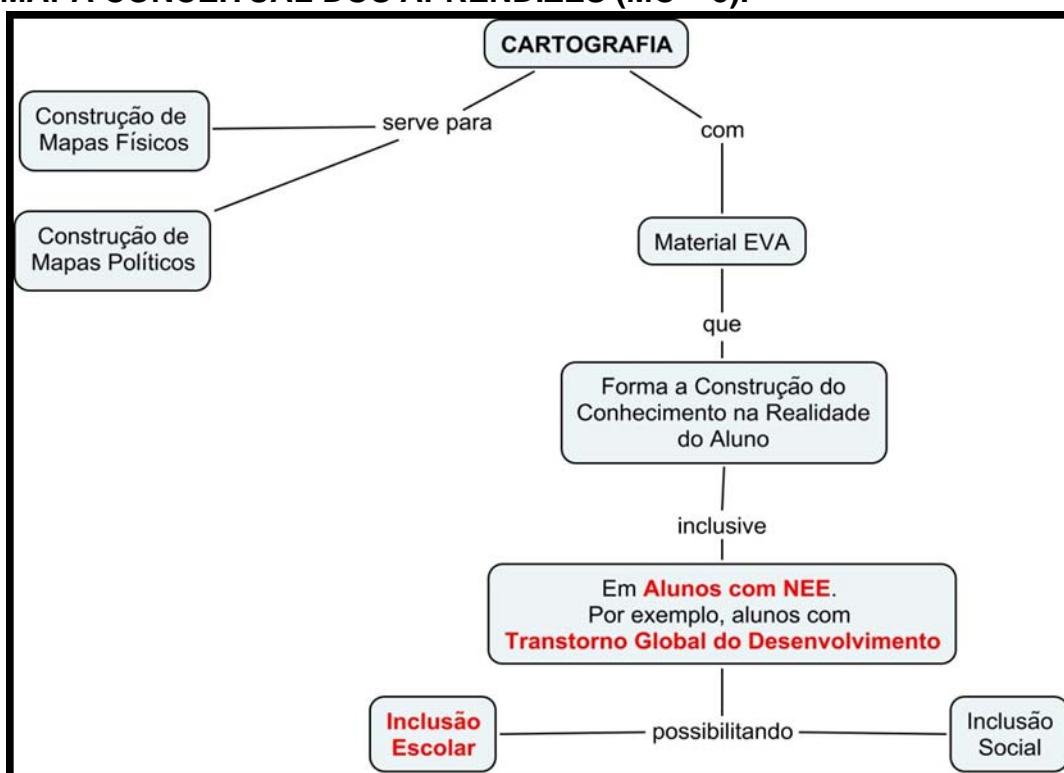 CARTOGRAFIA
serve para
com
Construção de
Mapas Físicos
Construção de
Mapas Políticos
Material EVA
que
Forma a Construção do
Conhecimento na Realidade
do Aluno
inclusive
Em Alunos com NEE.
Por exemplo, alunos com
Transtorno Global do Desenvolvimento
possibilitando
Inclusão
Escolar
Inclusão
Social